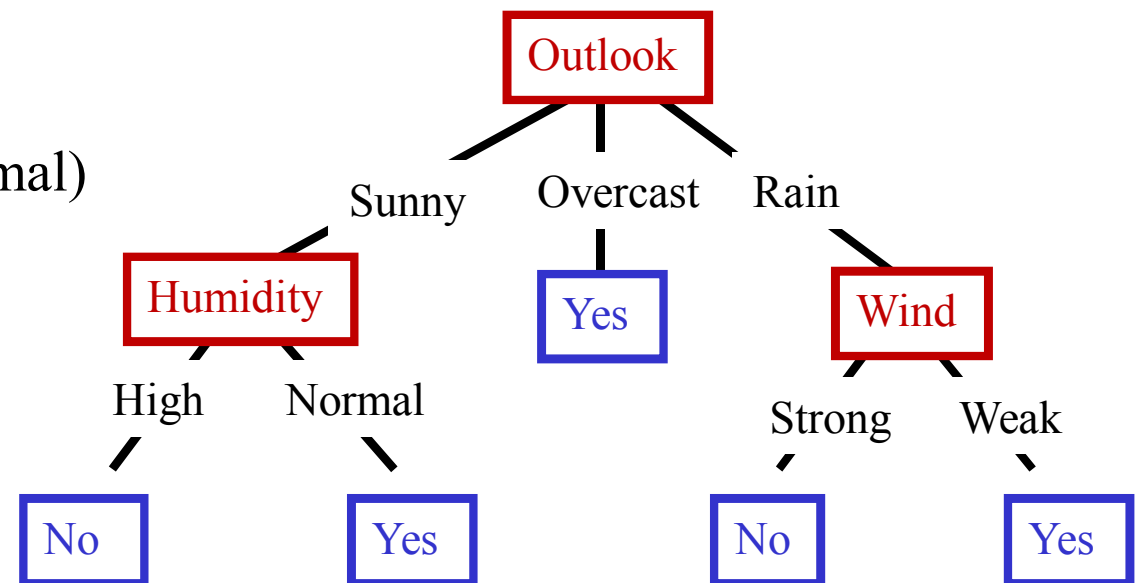 Outlook
mal)
Sunny Overcast Rain
Humidity Yes Wind
High Normal Strong Weak
No Yes No Yes